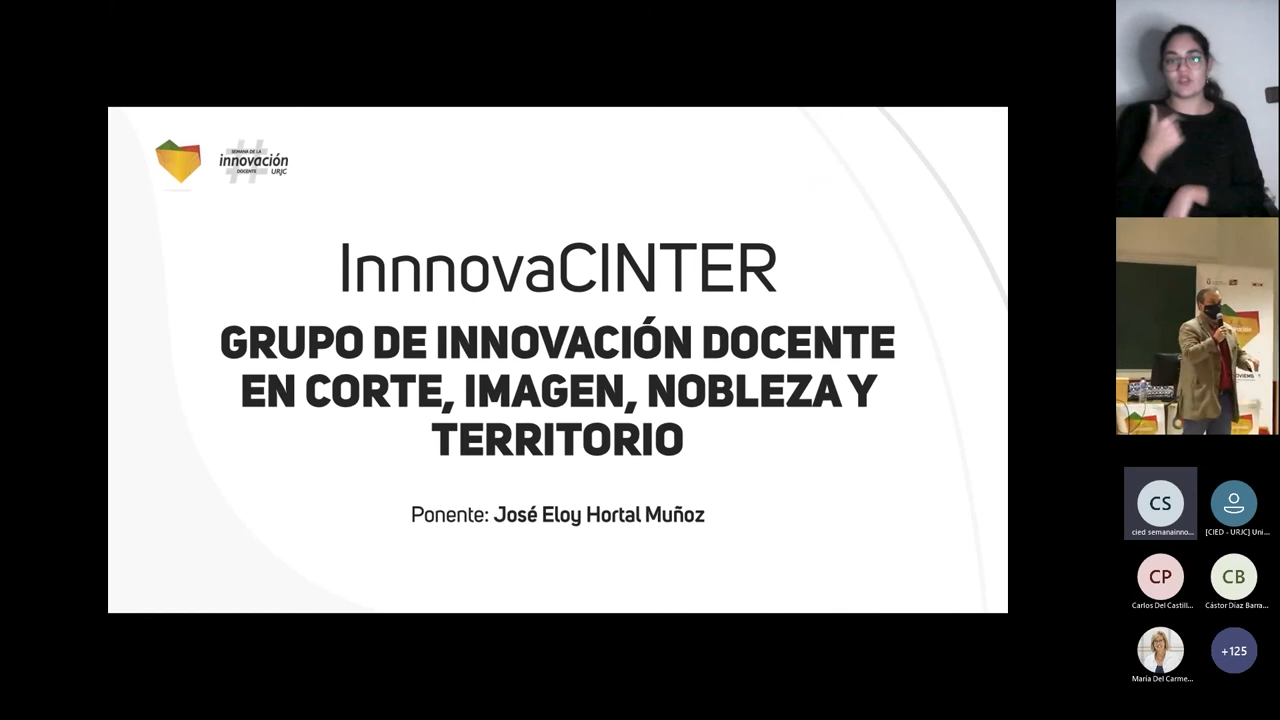 SEMANA DE LA
innovación
DOCENTE URJC
InnnovaCINTER
GRUPO DE INNOVACIÓN DOCENTE
EN CORTE, IMAGEN, NOBLEZA Y
TERRITORIO
Ponente: José Eloy Hortal Muñoz
CS
cied semanainno...
[CIED - URJC] Uni...
CP
Carlos Del Castill...
CB
Cástor Diaz Barra...
María Del Carme...
+125